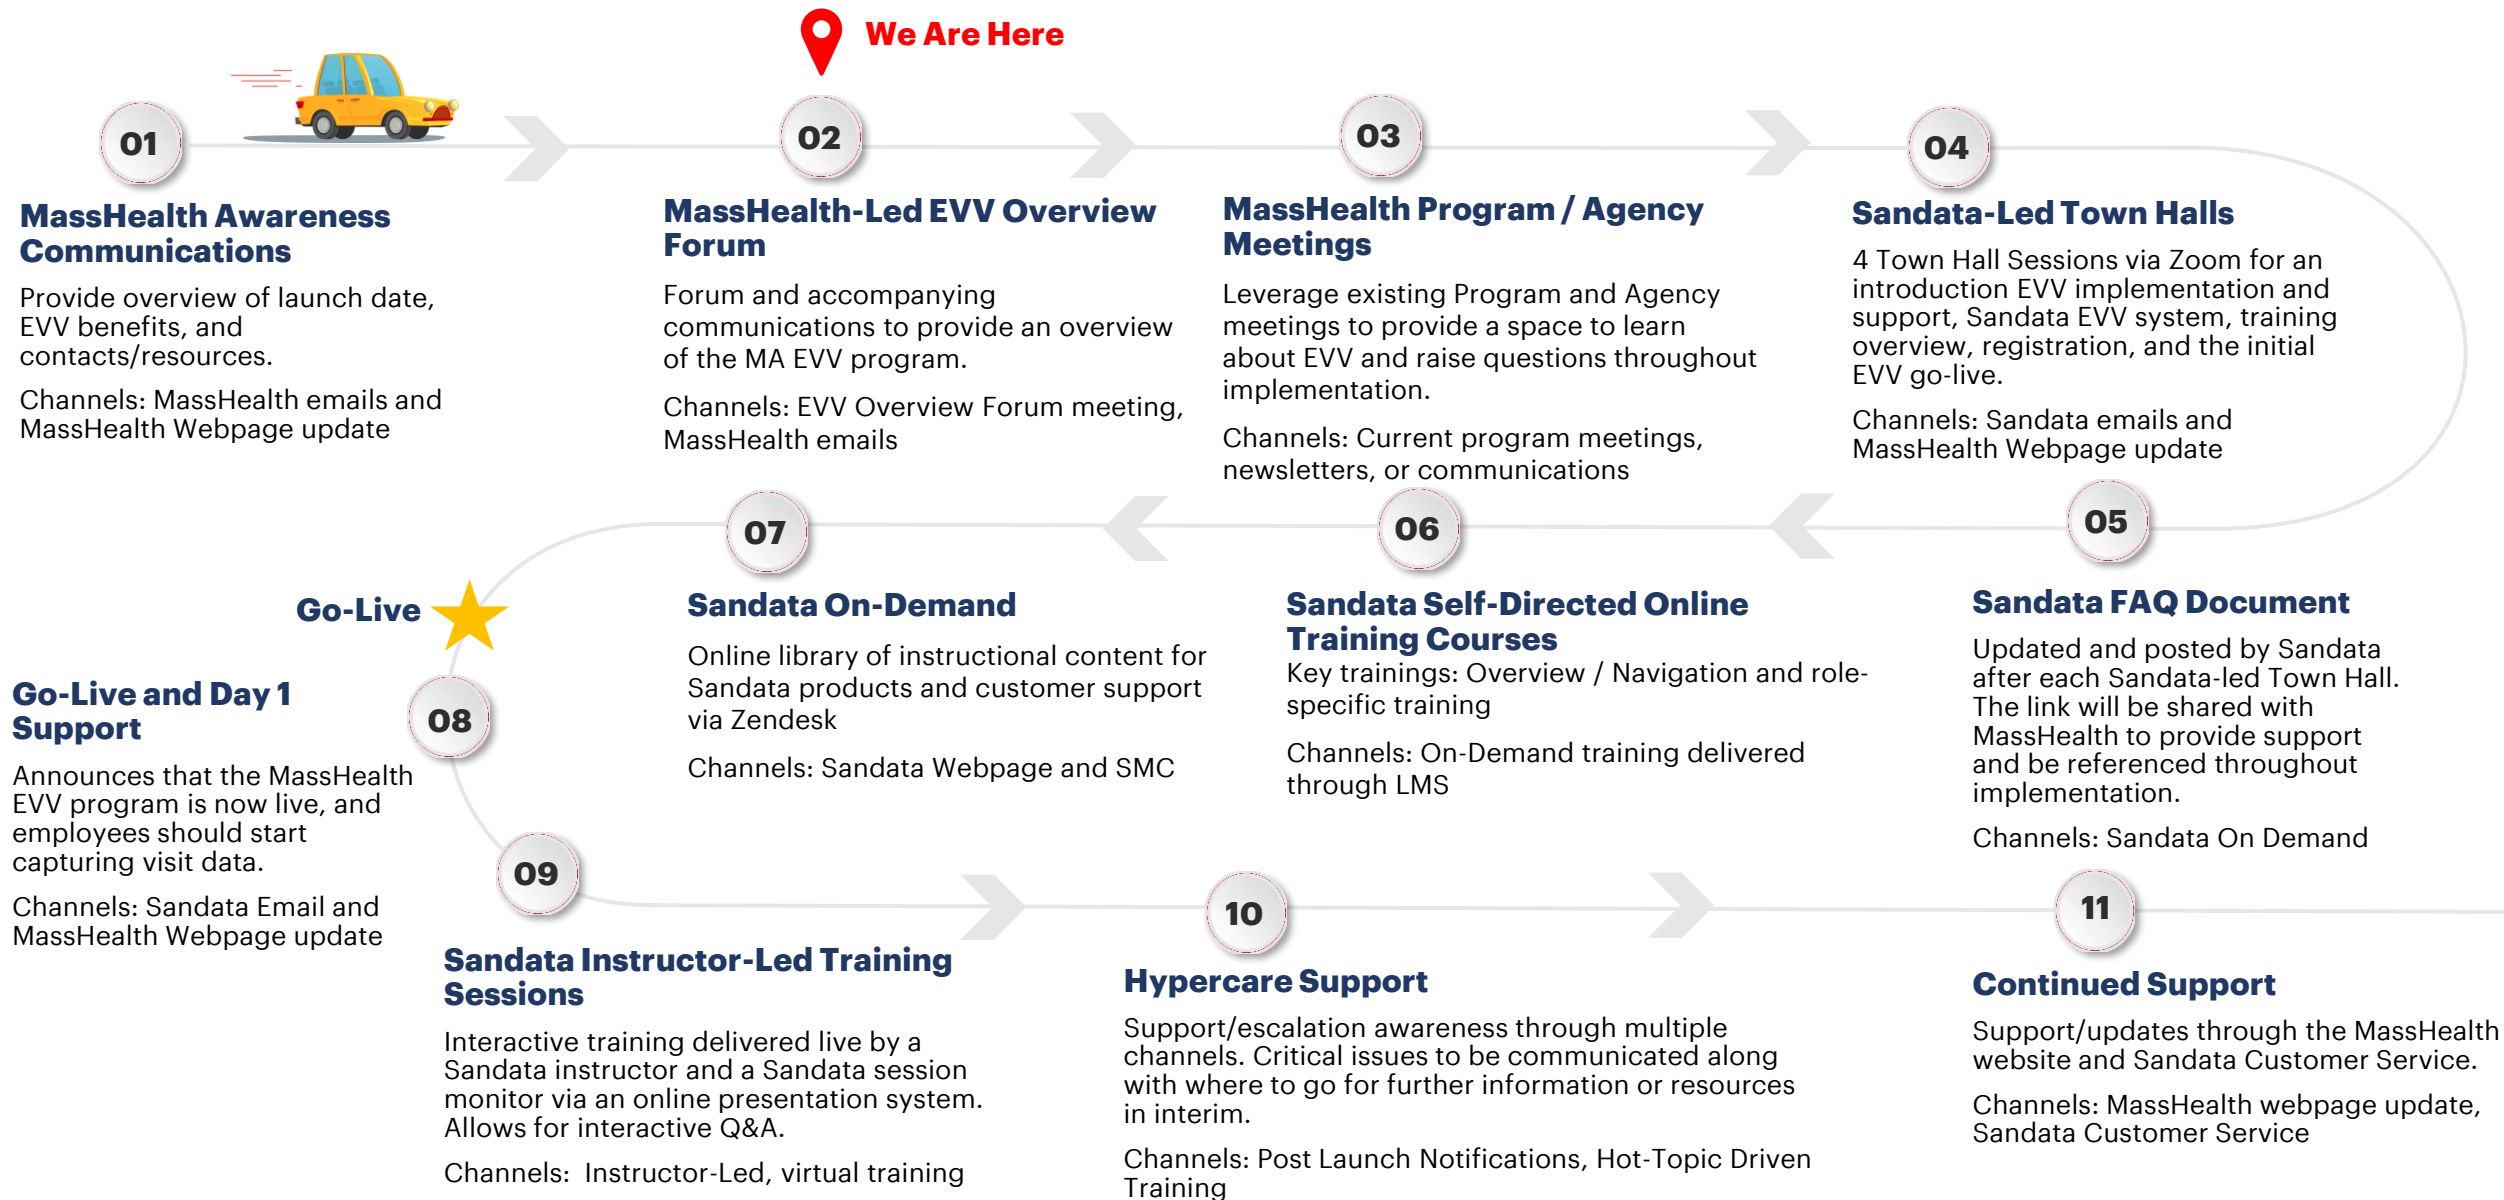 We Are Here
01
MassHealth Awareness
Communications
Provide overview of launch date,
EVV benefits, and
contacts/resources.
Channels: MassHealth emails and
MassHealth Webpage update
02
MassHealth-Led EVV Overview
Forum
Forum and accompanying
communications to provide an overview
of the MA EVV program.
Channels: EVV Overview Forum meeting,
MassHealth emails
03
MassHealth Program / Agency
Meetings
Leverage existing Program and Agency
meetings to provide a space to learn
about EVV and raise questions throughout
implementation.
Channels: Current program meetings,
newsletters, or communications
04
Sandata-Led Town Halls
4 Town Hall Sessions via Zoom for an
introduction EVV implementation and
support, Sandata EVV system, training
overview, registration, and the initial
EVV go-live.
Channels: Sandata emails and
MassHealth Webpage update
05
Sandata FAQ Document
Updated and posted by Sandata
after each Sandata-led Town Hall.
The link will be shared with
MassHealth to provide support
and be referenced throughout
implementation.
Channels: Sandata On Demand
06
Sandata Self-Directed Online
Training Courses
Key trainings: Overview / Navigation and role-
specific training
Channels: On-Demand training delivered
through LMS
07
Sandata On-Demand
Online library of instructional content for
Sandata products and customer support
via Zendesk
Channels: Sandata Webpage and SMC
Go-Live
08
Go-Live and Day 1
Support
Announces that the MassHealth
EVV program is now live, and
employees should start
capturing visit data.
Channels: Sandata Email and
MassHealth Webpage update
09
Sandata Instructor-Led Training
Sessions
Interactive training delivered live by a
Sandata instructor and a Sandata session
monitor via an online presentation system.
Allows for interactive Q&A.
Channels: Instructor-Led, virtual training
10
Hypercare Support
Support/escalation awareness through multiple
channels. Critical issues to be communicated along
with where to go for further information or resources
in interim.
Channels: Post Launch Notifications, Hot-Topic Driven
Training
11
Continued Support
Support/updates through the MassHealth
website and Sandata Customer Service.
Channels: MassHealth webpage update,
Sandata Customer Service